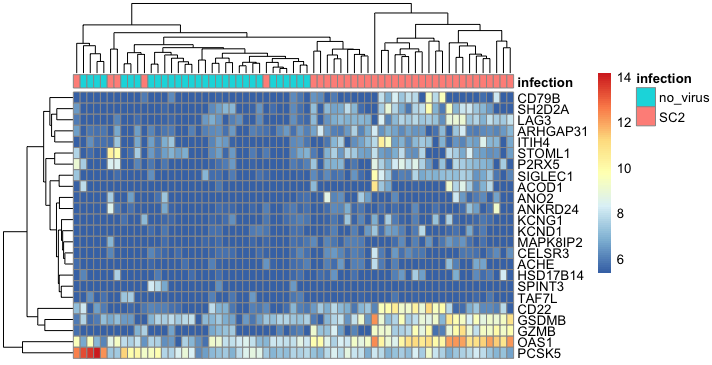 infection
CD79B
SH2D2A
LAG3
ARHGAP31
ITIH4
STOML1
P2RX5
SIGLEC1
ACOD1
ANO2
ANKRD24
KCNG1
KCND1
MAPK8IP2
CELSR3
ACHE
HSD17B14
SPINT3
TAF7L
CD22
GSDMB
GZMB
OAS1
PCSK5
14
12
10
8
6
infection
no_virus
SC2